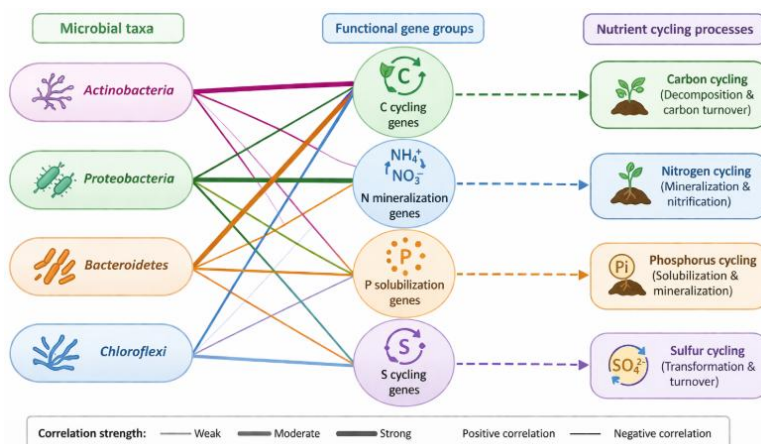 Microbial taxa
Functional gene groups
Nutrient cycling processes
Actinobacteria
C
C cycling
genes
Carbon cycling
(Decomposition &
carbon turnover)
Proteobacteria
NH₄⁺
NO₃⁻
N mineralization
genes
Nitrogen cycling
(Mineralization &
nitrification)
Bacteroidetes
P
P solubilization
genes
Pi
Phosphorus cycling
(Solubilization &
mineralization)
Chloroflexi
S
S cycling
genes
SO₄²⁻
Sulfur cycling
(Transformation &
turnover)
Correlation strength: Weak Moderate Strong Positive correlation Negative correlation